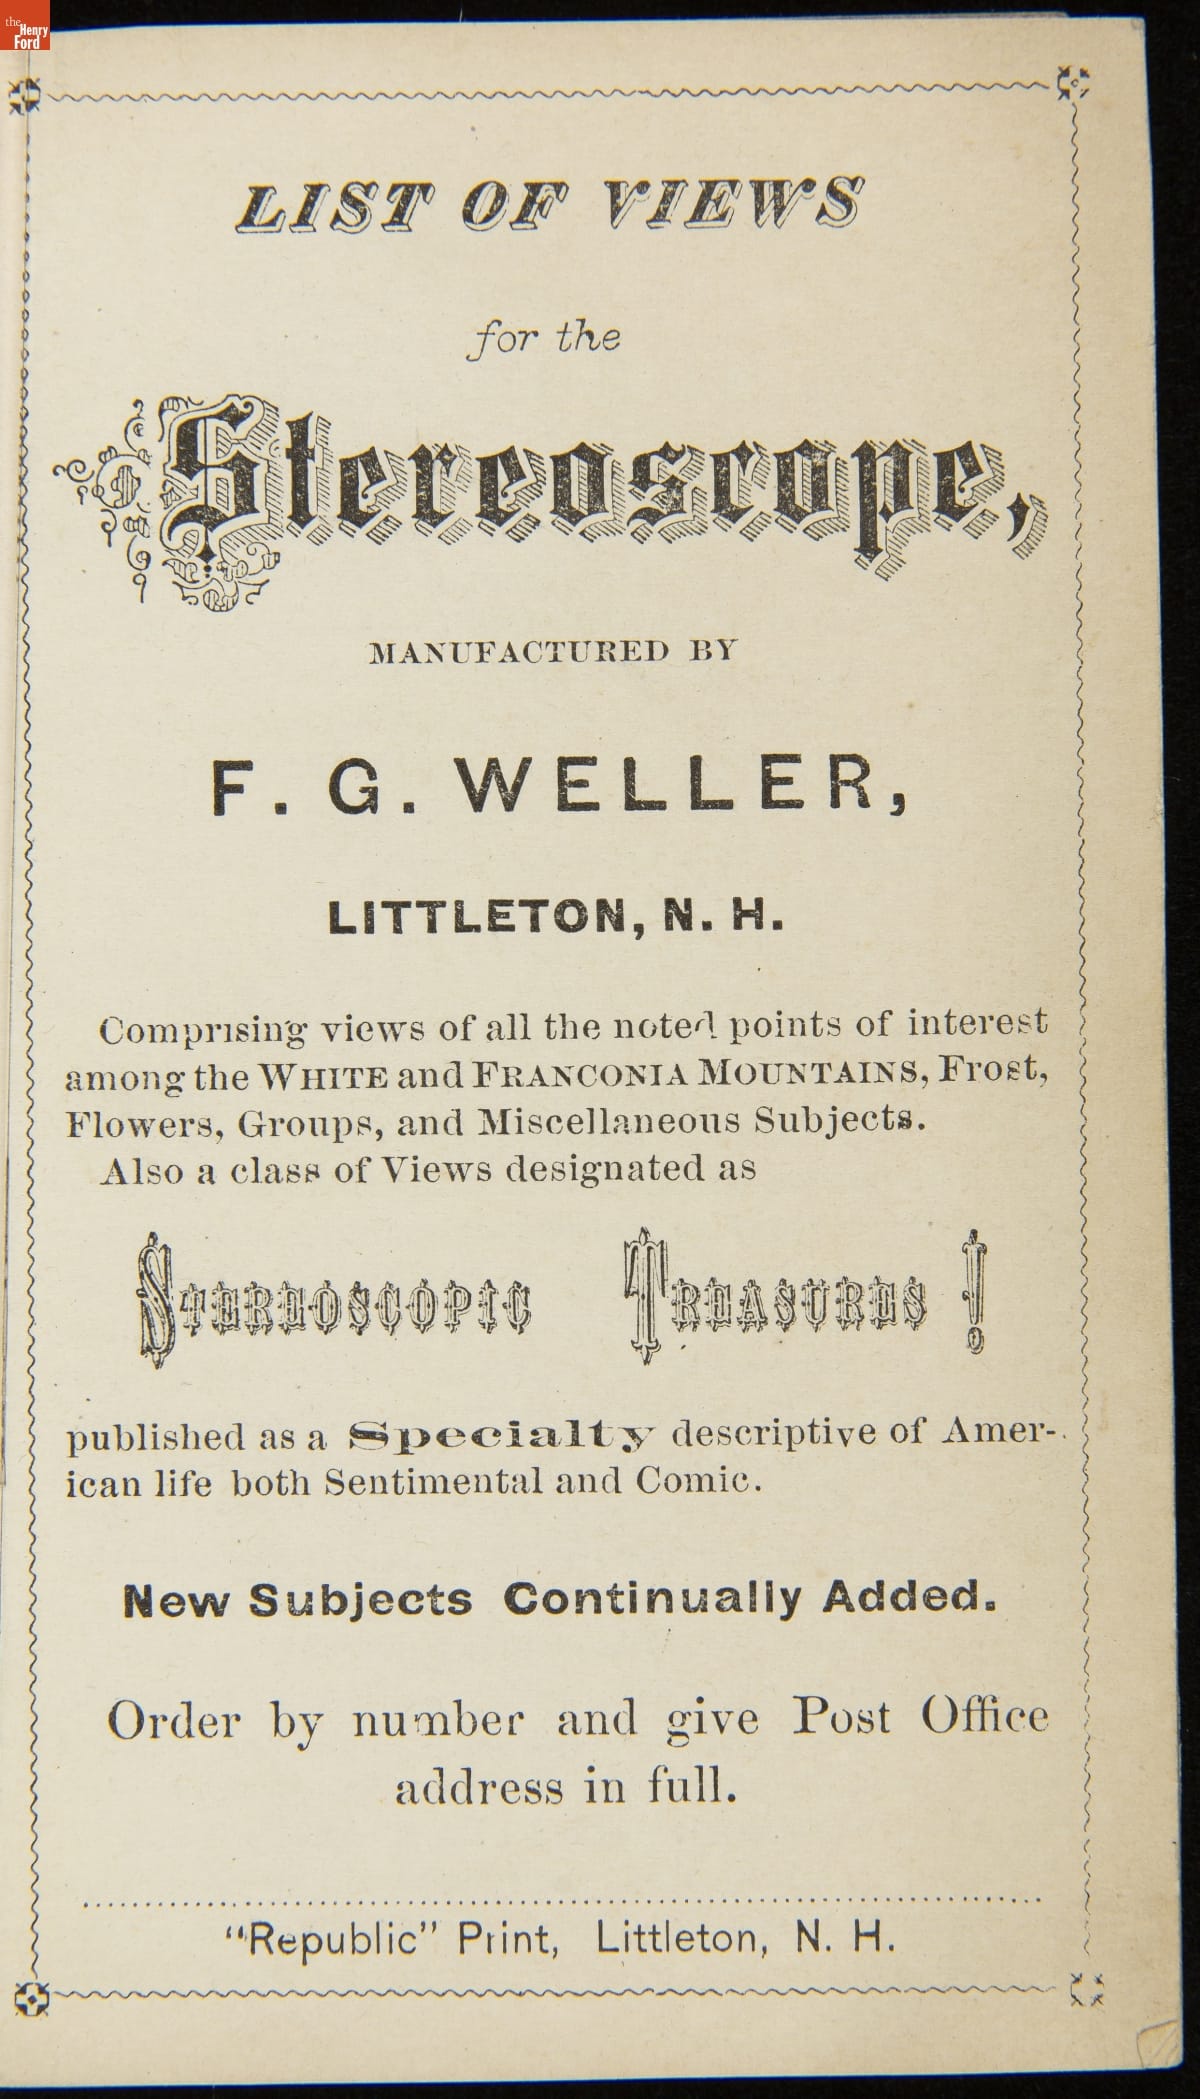 the
Henry
Ford
LIST OF VIEWS
for the
Stereoscope,
MANUFACTURED BY
F. G. WELLER,
LITTLETON, N. H.
Comprising views of all the noted points of interest
among the WHITE and FRANCONIA MOUNTAINS, Frost,
Flowers, Groups, and Miscellaneous Subjects.
Also a class of Views designated as
STEREOSCOPIC TREASURES!
published as a Specialty descriptive of Amer-
ican life both Sentimental and Comic.
New Subjects Continually Added.
Order by number and give Post Office
address in full.
"Republic" Print, Littleton, N. H.